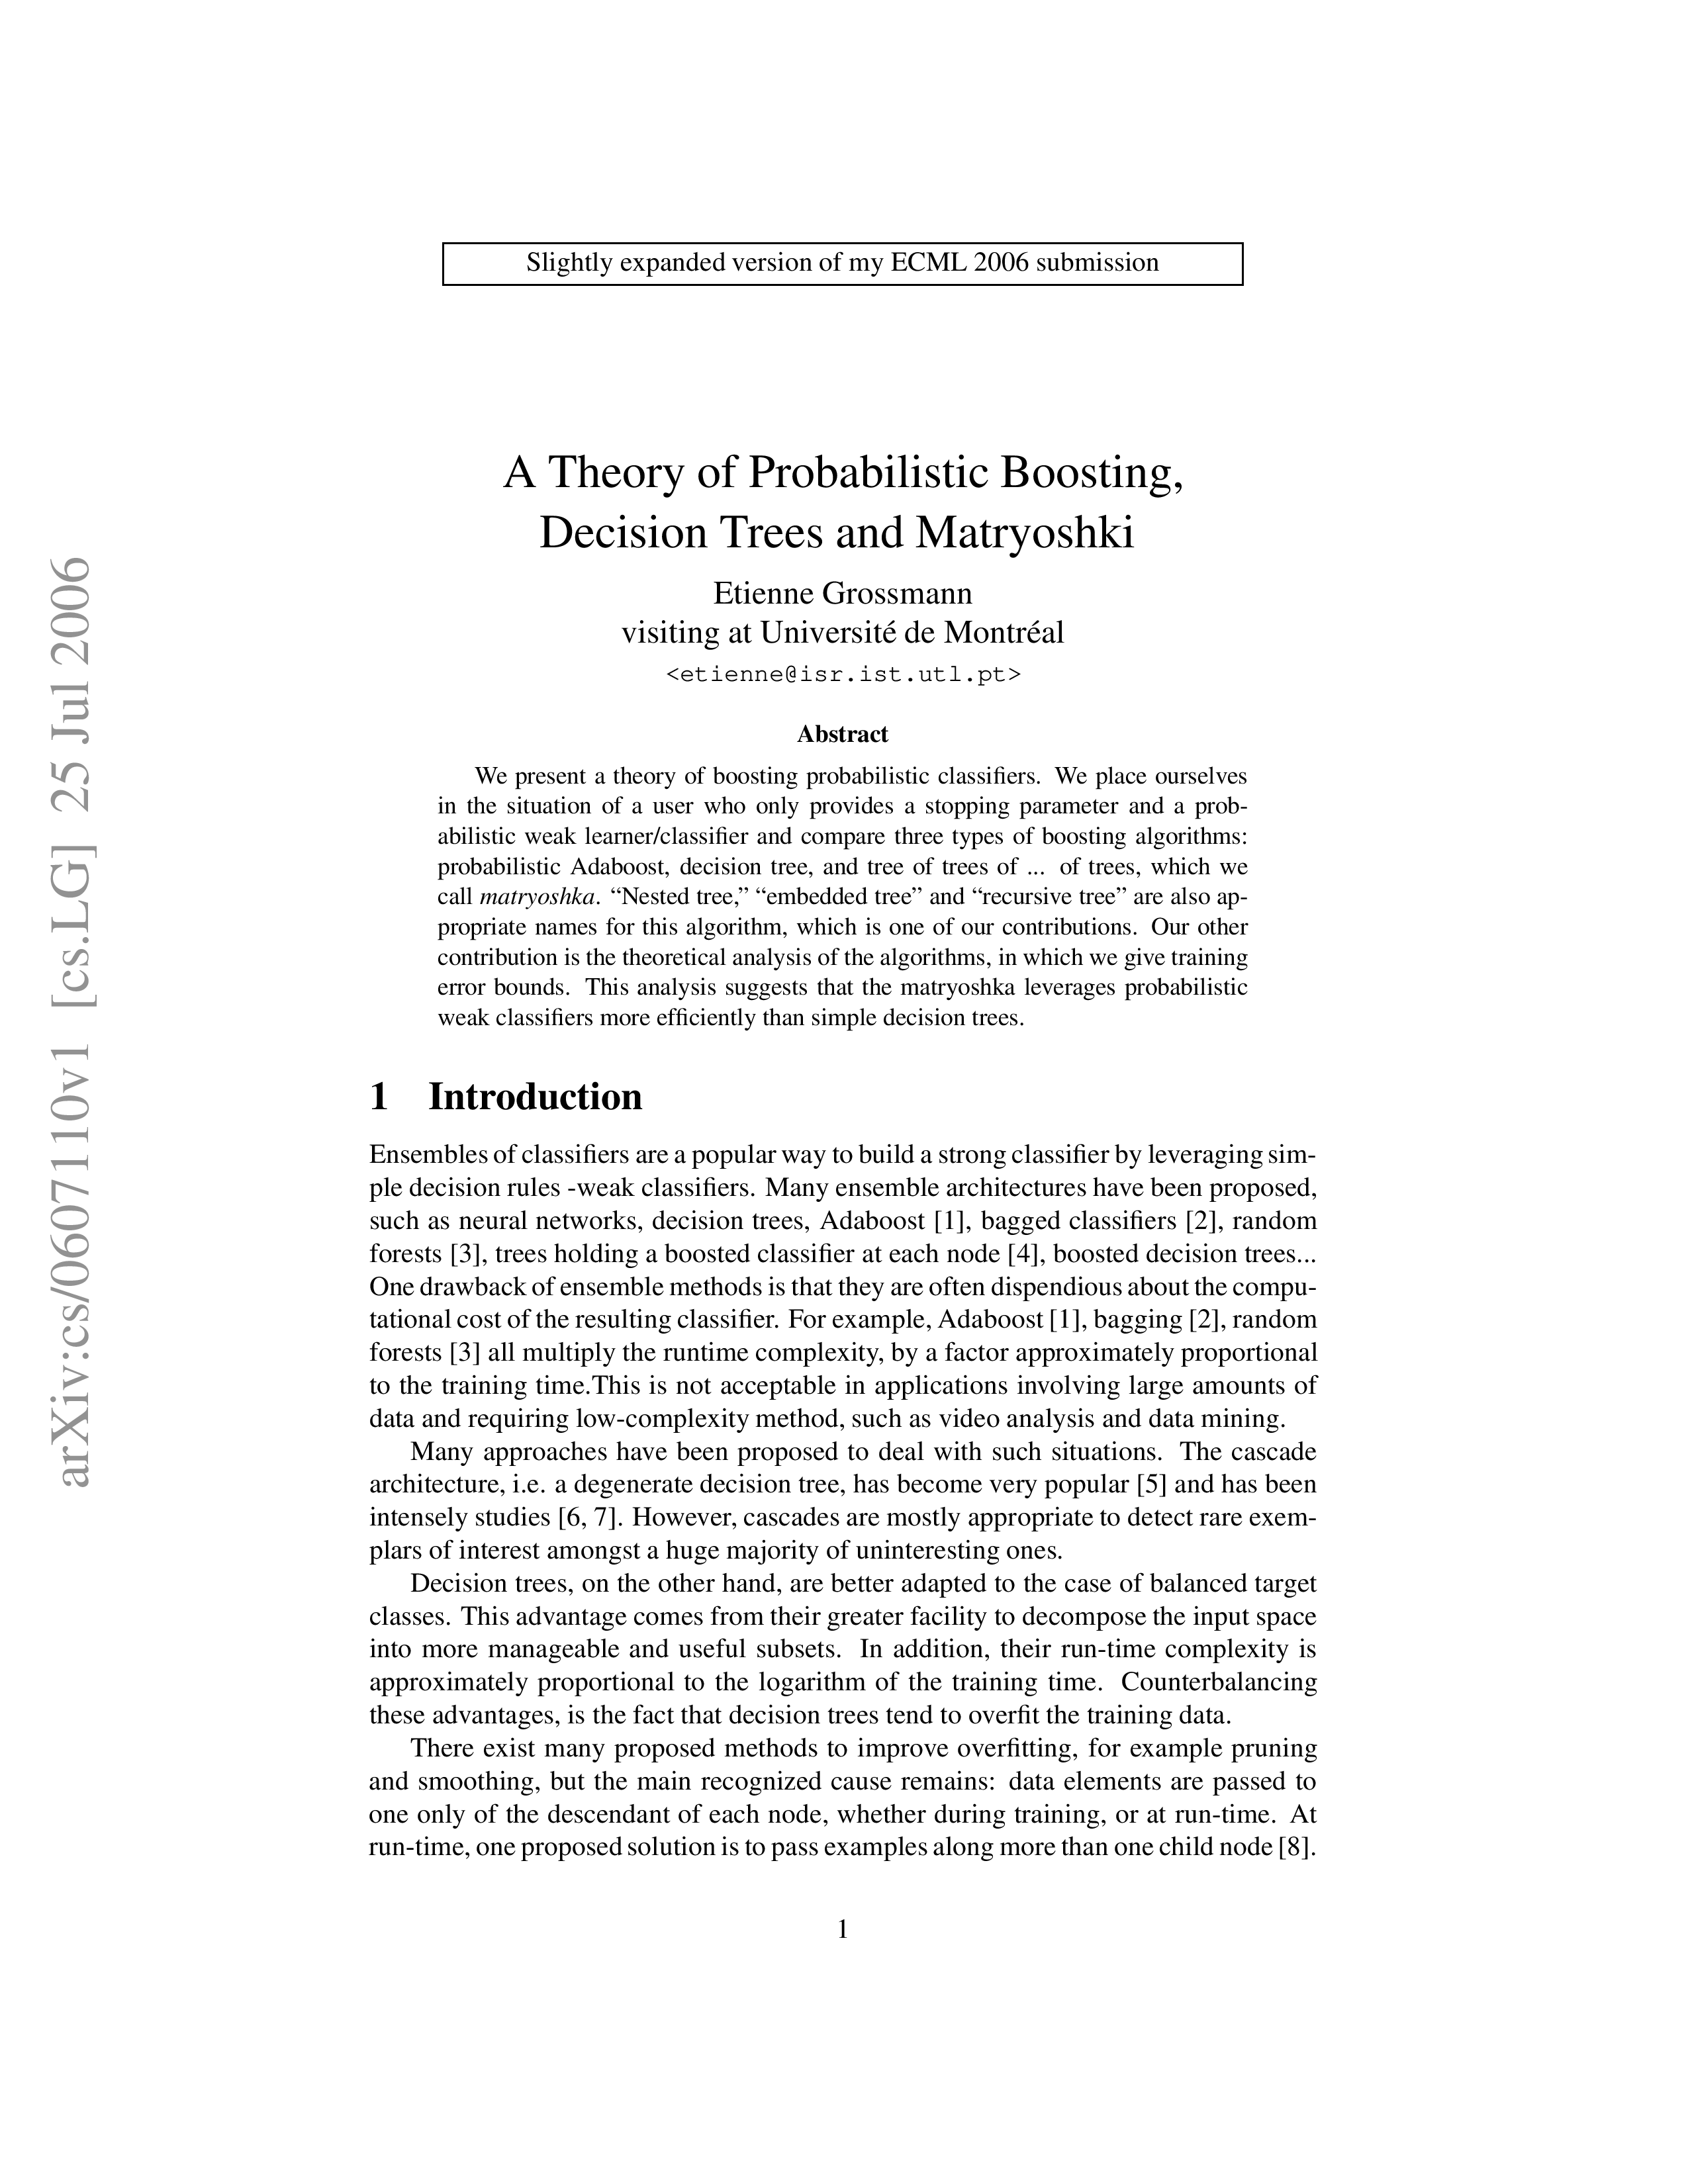 Slightly expanded version of my ECML 2006 submission
A Theory of Probabilistic Boosting,
Decision Trees and Matryoshki
Etienne Grossmann
visiting at Université de Montréal
<etienne@isr.ist.utl.pt>
Abstract
We present a theory of boosting probabilistic classifiers. We place ourselves
in the situation of a user who only provides a stopping parameter and a prob-
abilistic weak learner/classifier and compare three types of boosting algorithms:
probabilistic Adaboost, decision tree, and tree of trees of ... of trees, which we
call matryoshka. “Nested tree,” “embedded tree” and “recursive tree” are also ap-
propriate names for this algorithm, which is one of our contributions. Our other
contribution is the theoretical analysis of the algorithms, in which we give training
error bounds. This analysis suggests that the matryoshka leverages probabilistic
weak classifiers more efficiently than simple decision trees.
1 Introduction
Ensembles of classifiers are a popular way to build a strong classifier by leveraging sim-
ple decision rules -weak classifiers. Many ensemble architectures have been proposed,
such as neural networks, decision trees, Adaboost [1], bagged classifiers [2], random
forests [3], trees holding a boosted classifier at each node [4], boosted decision trees...
One drawback of ensemble methods is that they are often dispendious about the compu-
tational cost of the resulting classifier. For example, Adaboost [1], bagging [2], random
forests [3] all multiply the runtime complexity, by a factor approximately proportional
to the training time.This is not acceptable in applications involving large amounts of
data and requiring low-complexity method, such as video analysis and data mining.
Many approaches have been proposed to deal with such situations. The cascade
architecture, i.e. a degenerate decision tree, has become very popular [5] and has been
intensely studies [6, 7]. However, cascades are mostly appropriate to detect rare exem-
plars of interest amongst a huge majority of uninteresting ones.
Decision trees, on the other hand, are better adapted to the case of balanced target
classes. This advantage comes from their greater facility to decompose the input space
into more manageable and useful subsets. In addition, their run-time complexity is
approximately proportional to the logarithm of the training time. Counterbalancing
these advantages, is the fact that decision trees tend to overfit the training data.
There exist many proposed methods to improve overfitting, for example pruning
and smoothing, but the main recognized cause remains: data elements are passed to
one only of the descendant of each node, whether during training, or at run-time. At
run-time, one proposed solution is to pass examples along more than one child node [8].
1
arXiv:cs/0607110v1 [cs.LG] 25 Jul 2006